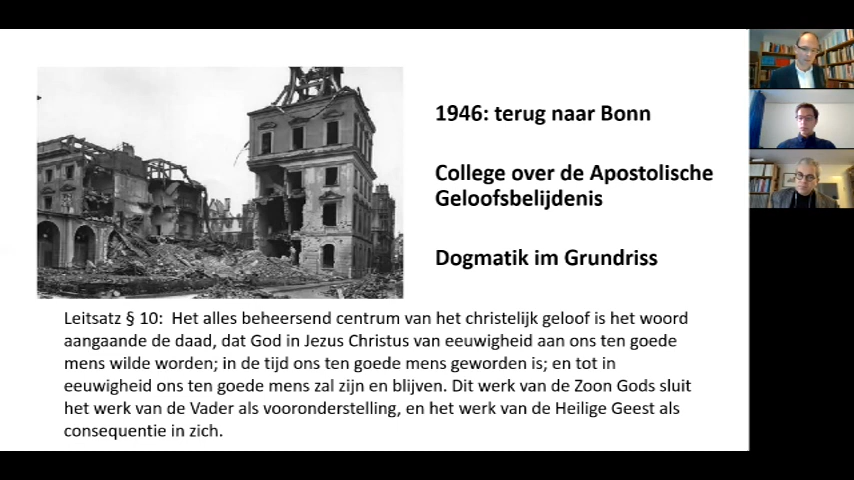 1946: terug naar Bonn
College over de Apostolische
Geloofsbelijdenis
Dogmatik im Grundriss
Leitsatz § 10:  Het alles beheersend centrum van het christelijk geloof is het woord
aangaande de daad, dat God in Jezus Christus van eeuwigheid aan ons ten goede
mens wilde worden; in de tijd ons ten goede mens geworden is; en tot in
eeuwigheid ons ten goede mens zal zijn en blijven. Dit werk van de Zoon Gods sluit
het werk van de Vader als vooronderstelling, en het werk van de Heilige Geest als
consequentie in zich.